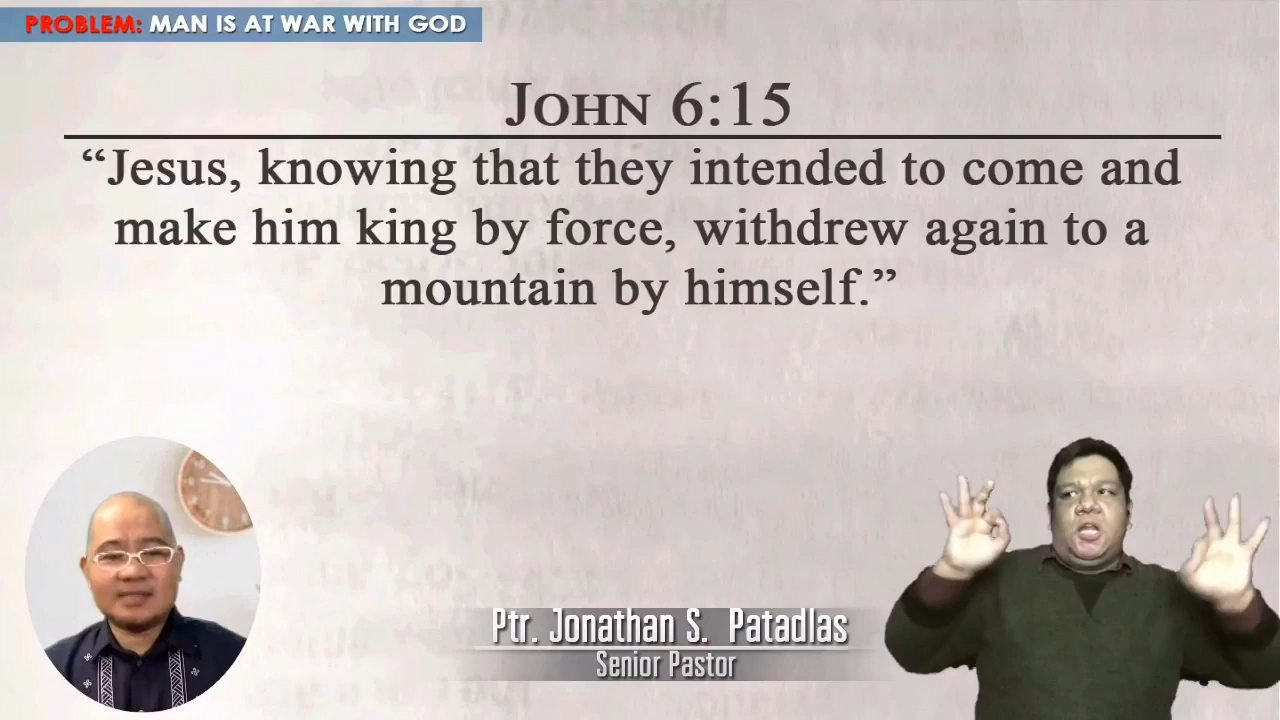 PROBLEM: MAN IS AT WAR WITH GOD
JOHN 6:15
“Jesus, knowing that they intended to come and
make him king by force, withdrew again to a
mountain by himself.”
Ptr. Jonathan S. Patadlas
Senior Pastor